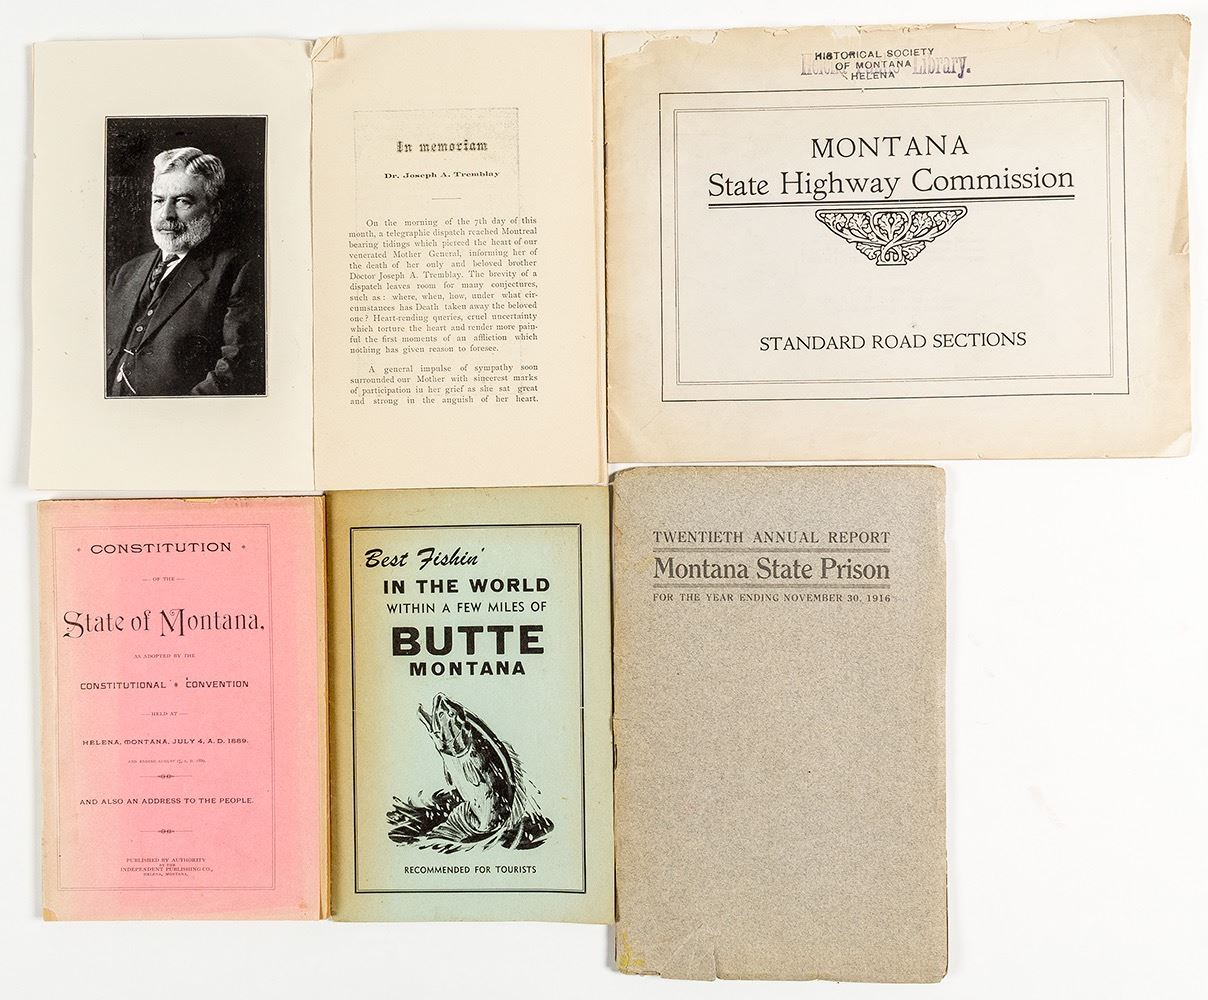 In memoriam
Dr. Joseph A. Tremblay
On the morning of the 7th day of this
month, a telegraphic dispatch reached Montreal
bearing tidings which pierced the heart of our
venerated Mother General, informing her of
the death of her only and beloved brother
Doctor Joseph A. Tremblay. The brevity of a
dispatch leaves room for many conjectures,
such as: where, when, how, under what cir-
cumstances has Death taken away the beloved
one? Heart-rending queries, cruel uncertainty
which torture the heart and render more pain-
ful the first moments of an affliction which
nothing has given reason to foresee.
A general impulse of sympathy soon
surrounded our Mother with sincerest marks
of participation in her grief as she sat great
and strong in the anguish of her heart.
HISTORICAL SOCIETY
OF MONTANA
HELENA
Library.
MONTANA
State Highway Commission
STANDARD ROAD SECTIONS
CONSTITUTION
OF THE
State of Montana,
AS ADOPTED BY THE
CONSTITUTIONAL CONVENTION
HELD AT
HELENA, MONTANA, JULY 4, A. D. 1889.
AND ENDING AUGUST 17, A. D. 1889,
AND ALSO AN ADDRESS TO THE PEOPLE.
PUBLISHED BY AUTHORITY
BY THE
INDEPENDENT PUBLISHING CO.,
HELENA, MONTANA,
Best Fishin'
IN THE WORLD
WITHIN A FEW MILES OF
BUTTE
MONTANA
RECOMMENDED FOR TOURISTS
TWENTIETH ANNUAL REPORT
Montana State Prison
FOR THE YEAR ENDING NOVEMBER 30, 1916